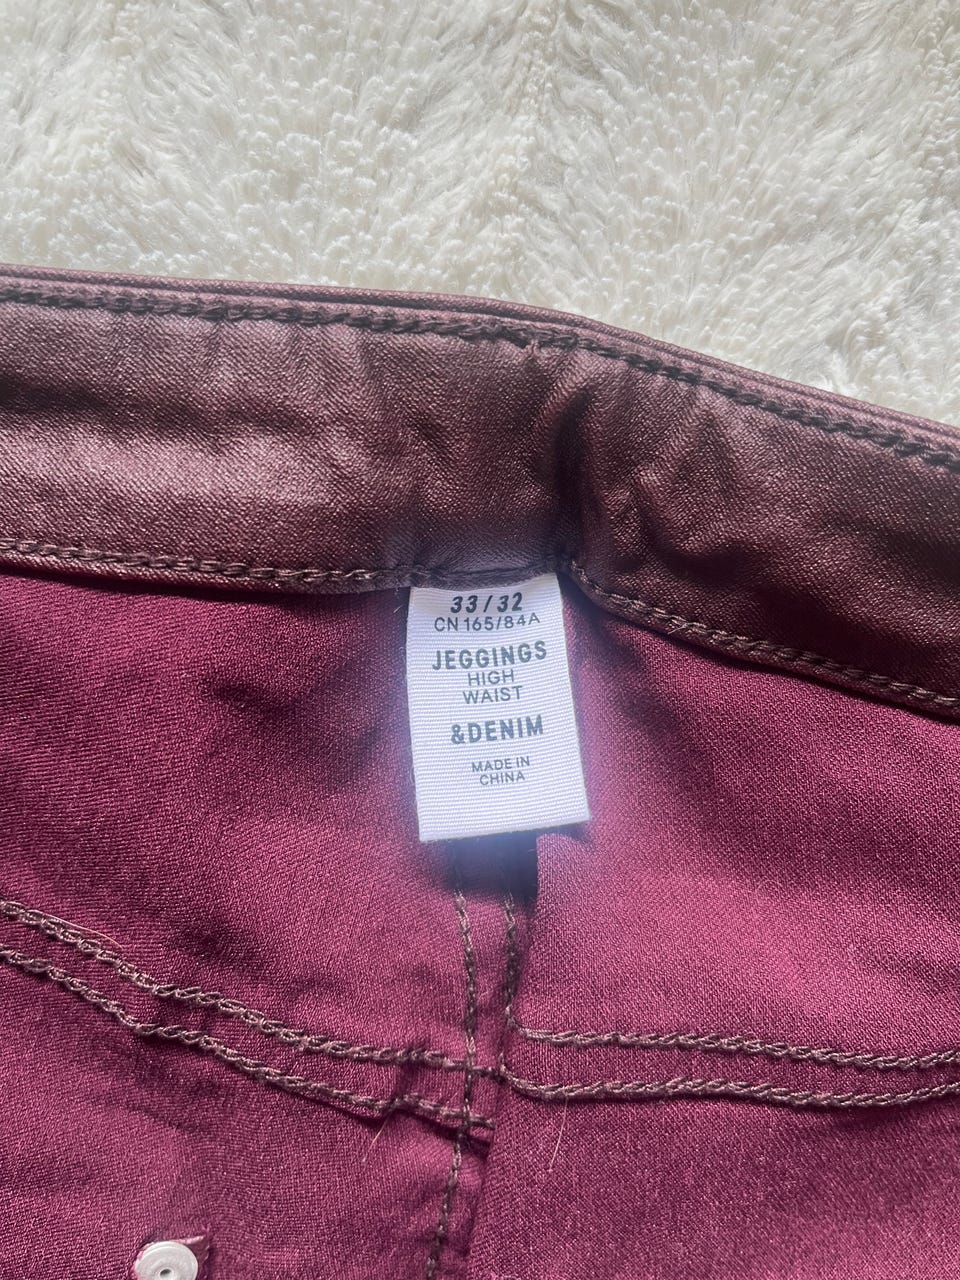 33/32
CN 165/84A
JEGGINGS
HIGH
WAIST
&DENIM
MADE IN
CHINA